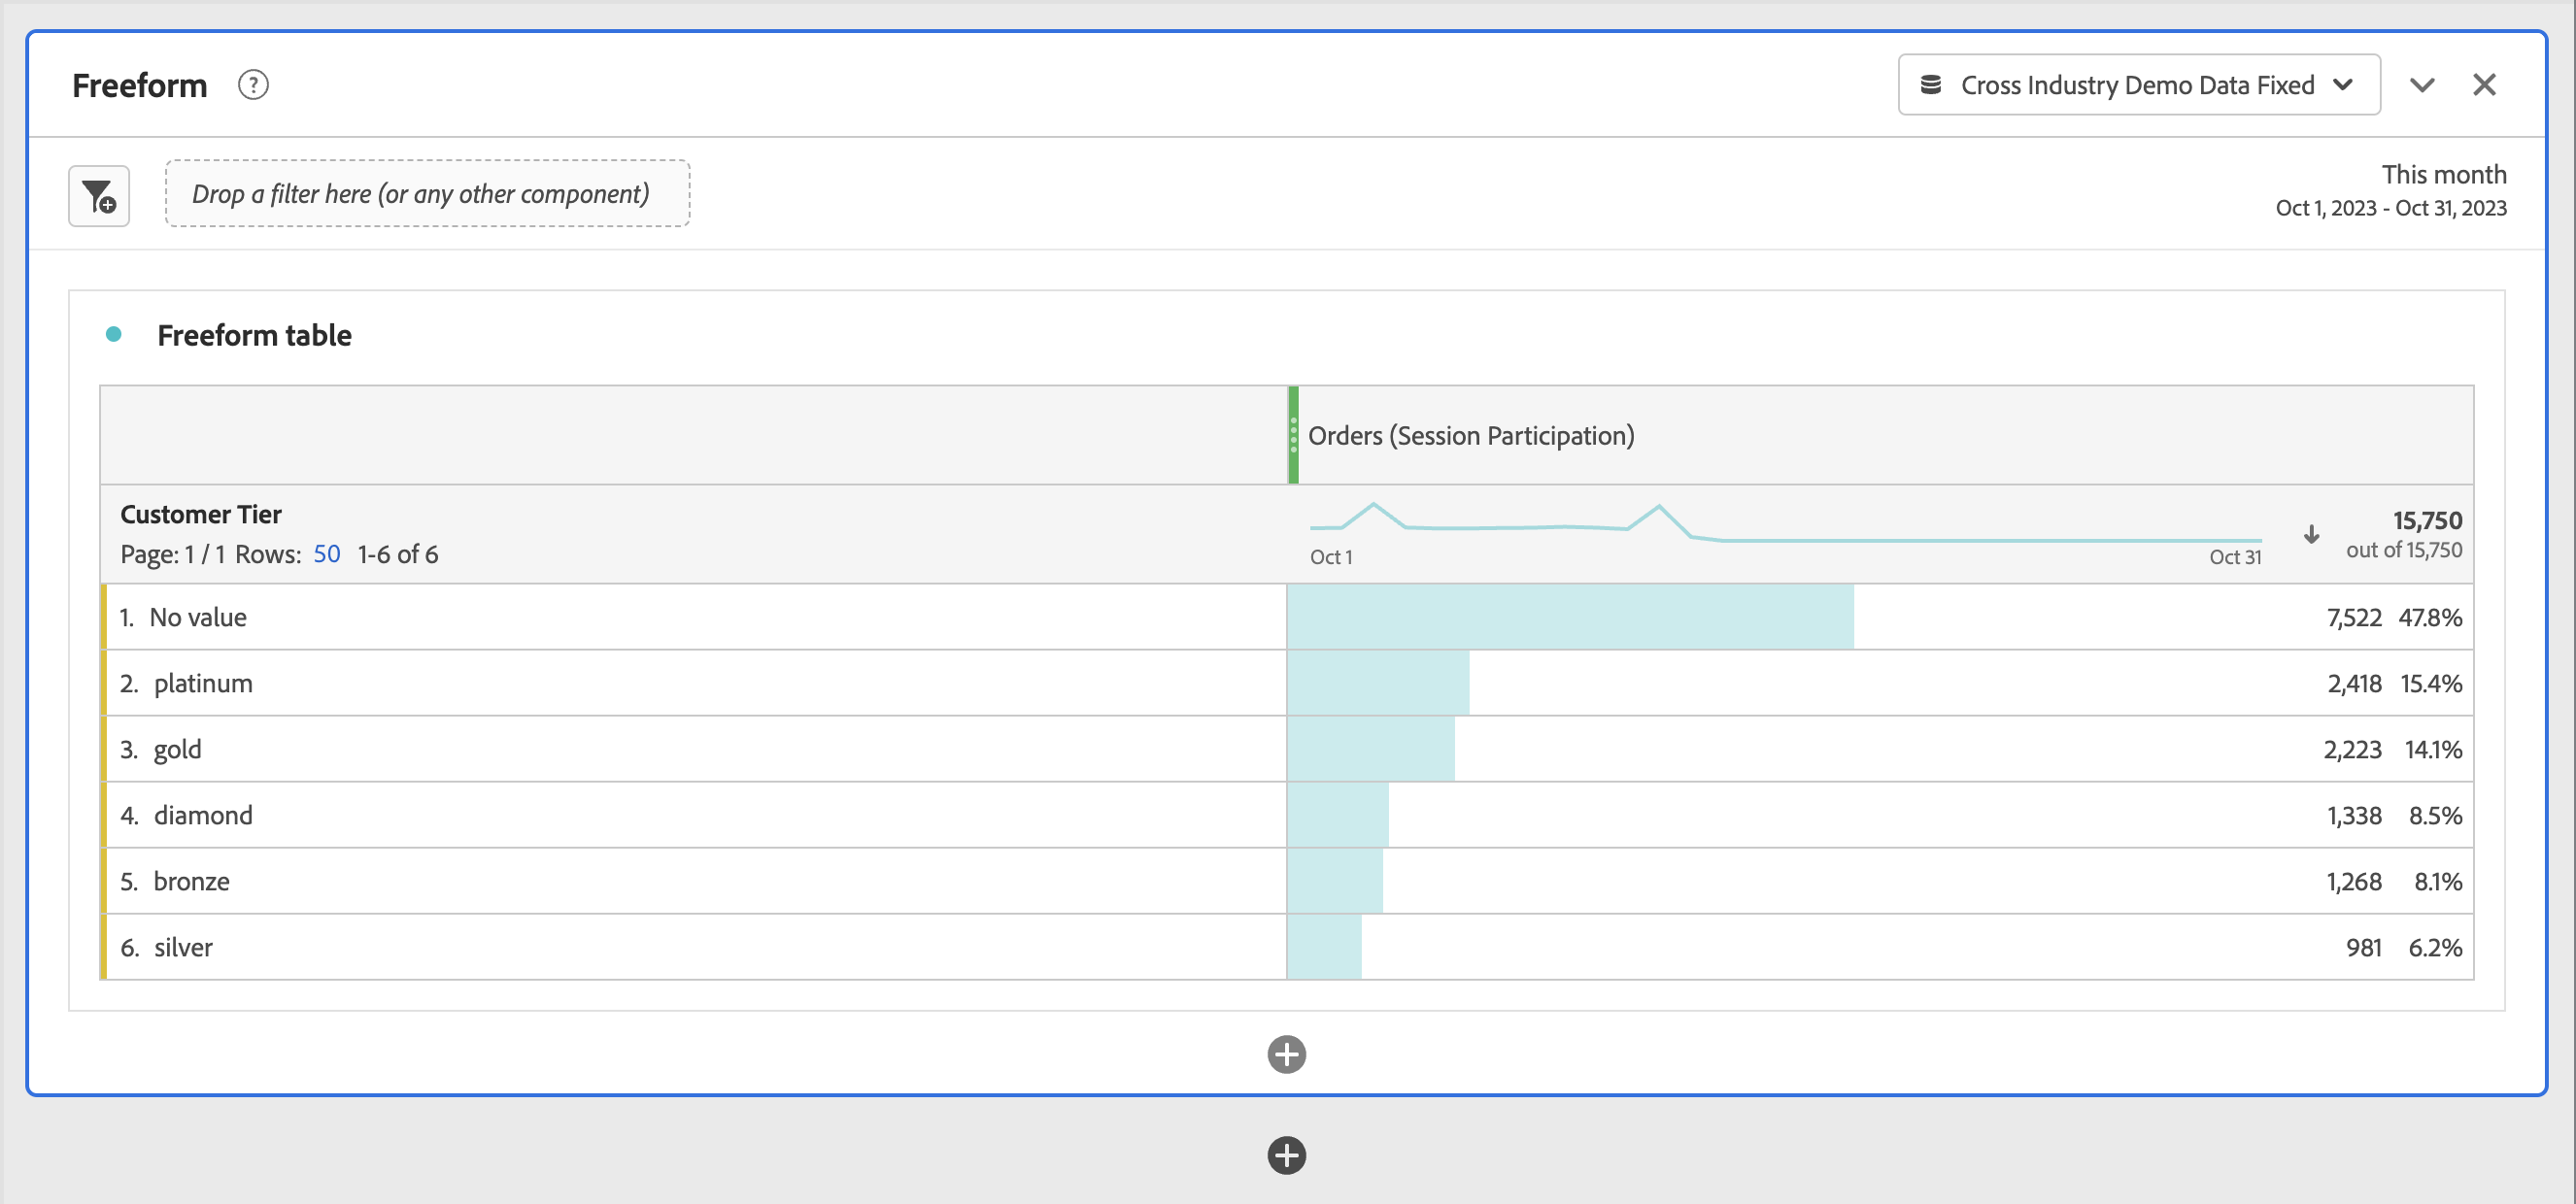 Freeform ?
Cross Industry Demo Data Fixed
Drop a filter here (or any other component)
This month
Oct 1, 2023 - Oct 31, 2023
Freeform table
Orders (Session Participation)
Customer Tier
Page: 1 / 1 Rows: 50 1-6 of 6
Oct 1
Oct 31
15,750
out of 15,750
1. No value 7,522 47.8%
2. platinum 2,418 15.4%
3. gold 2,223 14.1%
4. diamond 1,338 8.5%
5. bronze 1,268 8.1%
6. silver 981 6.2%